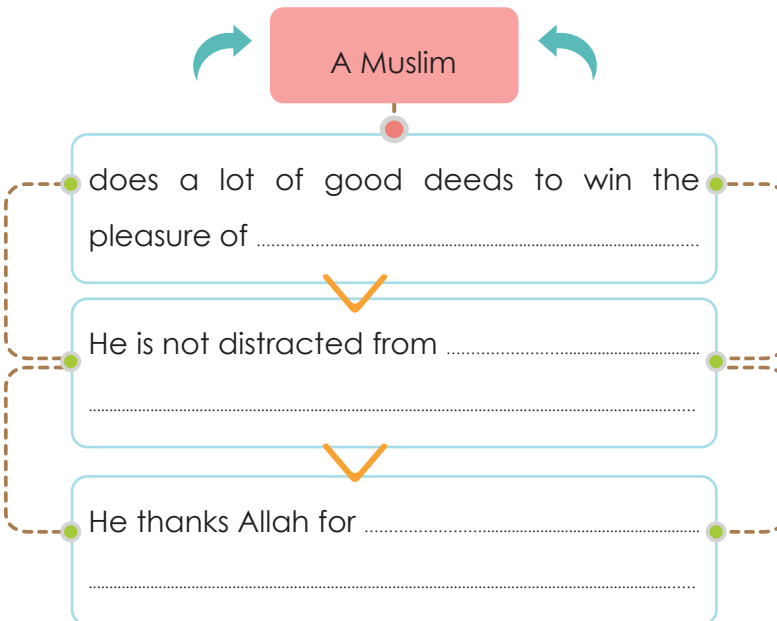 A Muslim
does a lot of good deeds to win the
pleasure of ................................................
He is not distracted from ................................................
................................................
He thanks Allah for ................................................
................................................